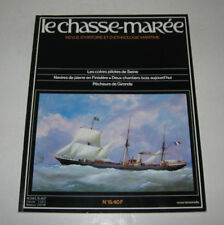 le chasse-marée
REVUE D'HISTOIRE ET D'ETHNOLOGIE MARITIME
Les cotres pilotes de Seine
Navires de pierre en Finistère • Deux chantiers bois aujourd'hui
Pêcheurs de Gironde
N°15/40F